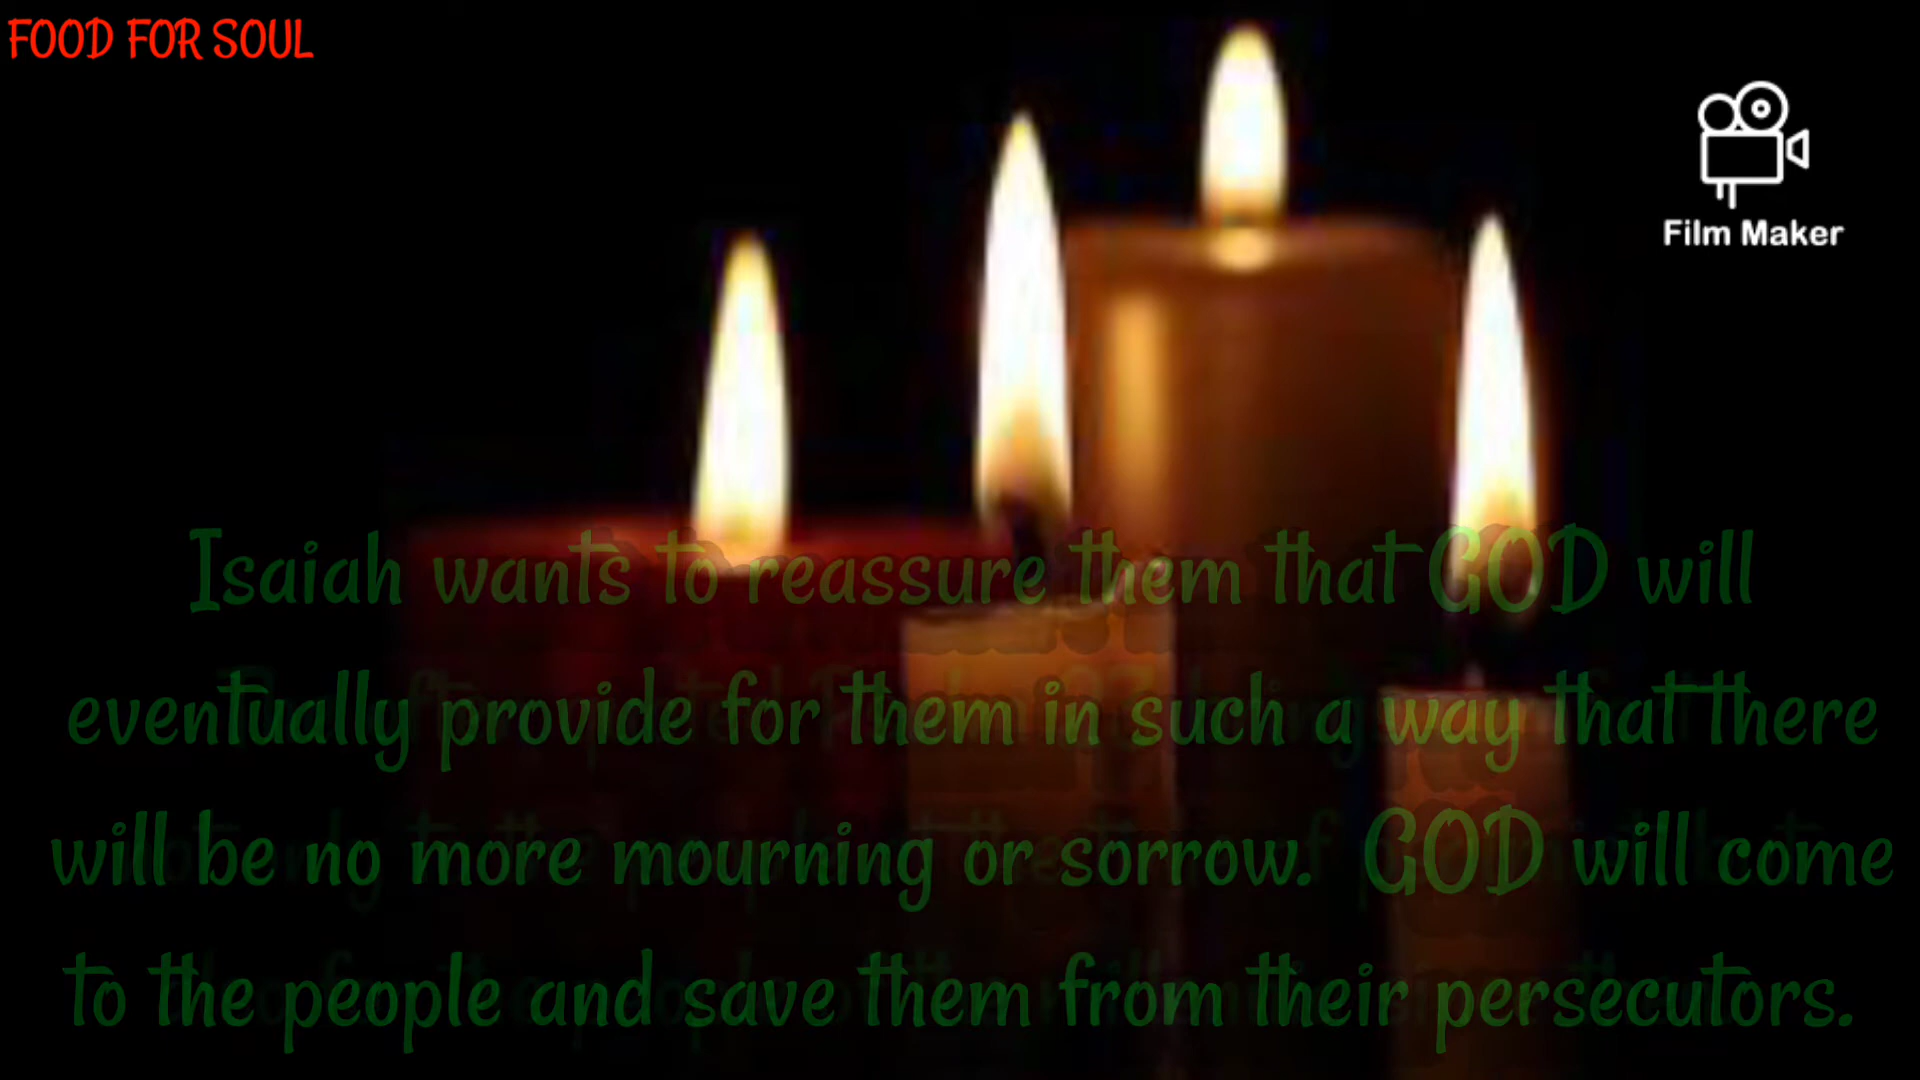 FOOD FOR SOUL
Film Maker
Isaiah wants to reassure them that GOD will
eventually provide for them in such a way that there
will be no more mourning or sorrow. GOD will come
to the people and save them from their persecutors.